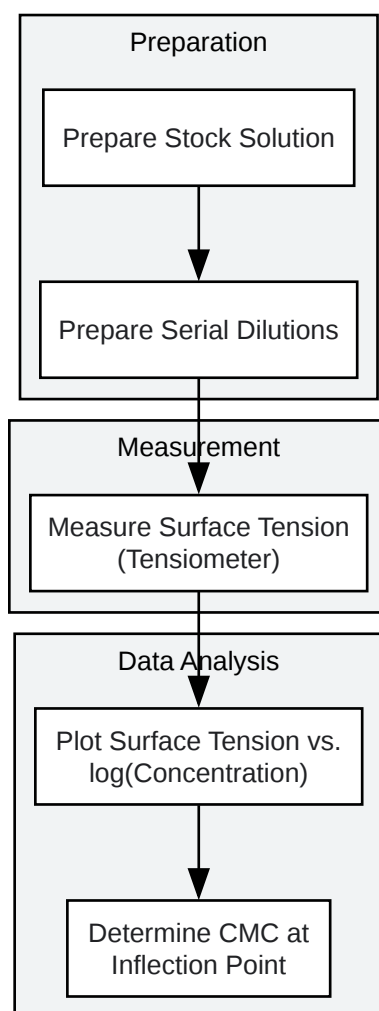 Preparation
Prepare Stock Solution
Prepare Serial Dilutions
Measurement
Measure Surface Tension
(Tensiometer)
Data Analysis
Plot Surface Tension vs.
log(Concentration)
Determine CMC at
Inflection Point